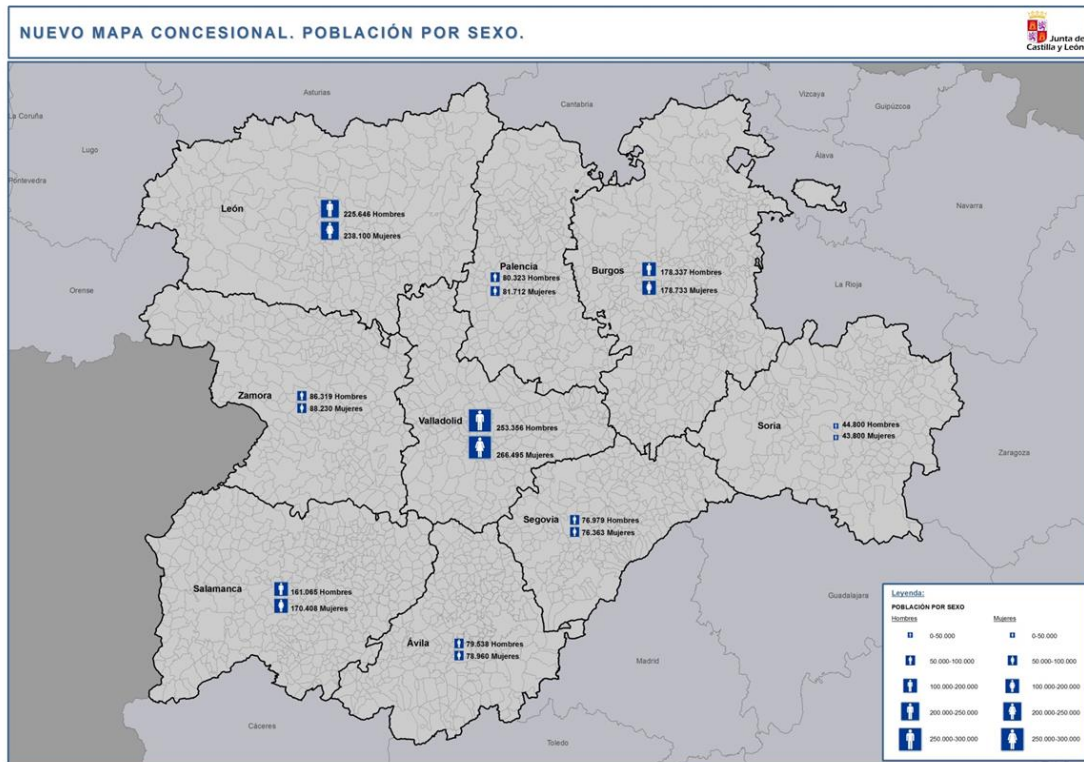 NUEVO MAPA CONCESIONAL. POBLACIÓN POR SEXO.
Junta de
Castilla y León
Asturias
Cantabria
Vizcaya
Guipúzcoa
La Coruña
Lugo
Álava
Pontevedra
Navarra
León
225.646 Hombres
238.100 Mujeres
Palencia
80.323 Hombres
81.712 Mujeres
Burgos
178.337 Hombres
178.733 Mujeres
Orense
La Rioja
Zamora
86.319 Hombres
88.230 Mujeres
Valladolid
253.356 Hombres
266.495 Mujeres
Soria
44.800 Hombres
43.800 Mujeres
Zaragoza
Segovia
76.979 Hombres
76.363 Mujeres
Salamanca
161.065 Hombres
170.408 Mujeres
Ávila
79.538 Hombres
78.960 Mujeres
Guadalajara
Madrid
Cáceres
Toledo
Leyenda:
POBLACIÓN POR SEXO
Hombres Mujeres
0-50.000 0-50.000
50.000-100.000 50.000-100.000
100.000-200.000 100.000-200.000
200.000-250.000 200.000-250.000
250.000-300.000 250.000-300.000